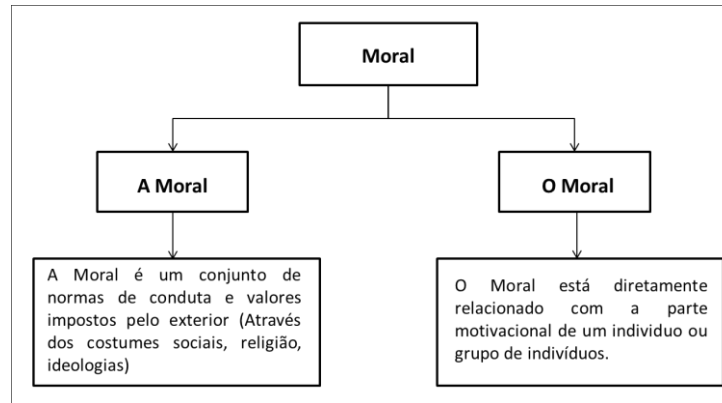 Moral
A Moral
O Moral
A Moral é um conjunto de
normas de conduta e valores
impostos pelo exterior (Através
dos costumes sociais, religião,
ideologias)
O Moral está diretamente
relacionado com a parte
motivacional de um individuo ou
grupo de indivíduos.